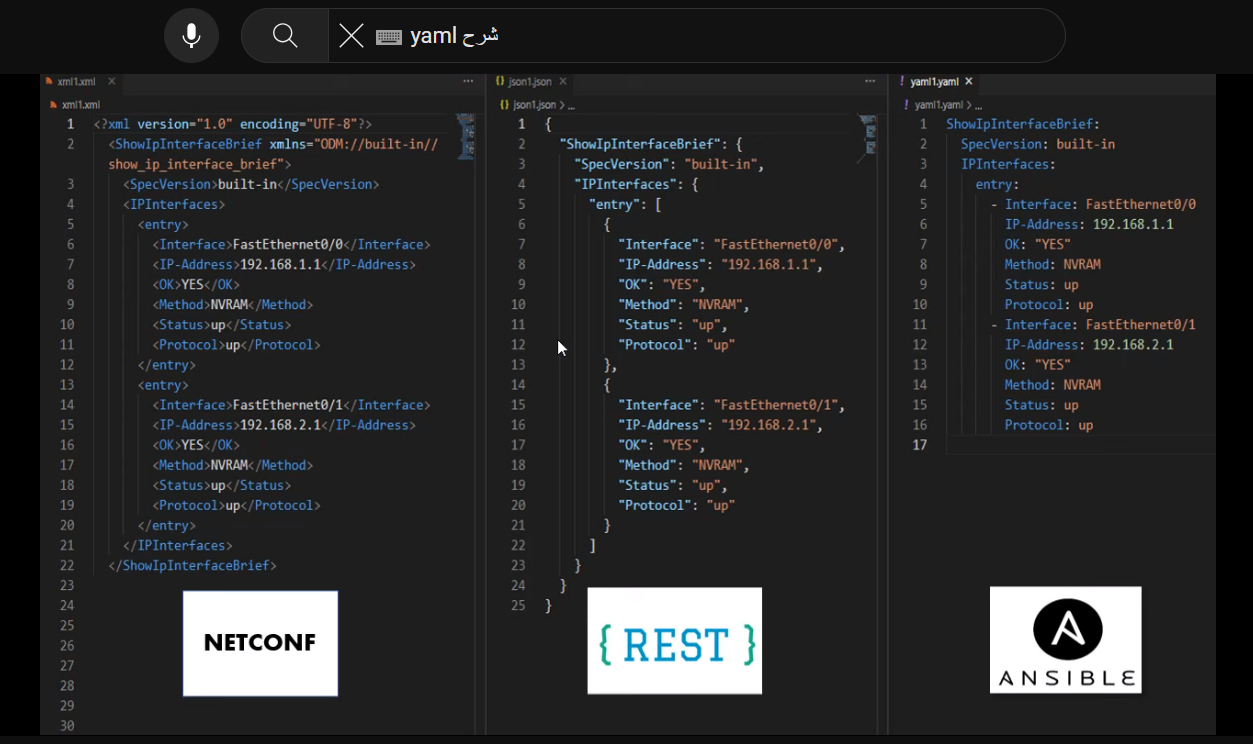 شرح yaml
xml1.xml
xml1.xml
1 <?xml version="1.0" encoding="UTF-8"?>
2 <ShowIpInterfaceBrief xmlns="ODM://built-in//
show_ip_interface_brief">
3 <SpecVersion>built-in</SpecVersion>
4 <IPInterfaces>
5 <entry>
6 <Interface>FastEthernet0/0</Interface>
7 <IP-Address>192.168.1.1</IP-Address>
8 <OK>YES</OK>
9 <Method>NVRAM</Method>
10 <Status>up</Status>
11 <Protocol>up</Protocol>
12 </entry>
13 <entry>
14 <Interface>FastEthernet0/1</Interface>
15 <IP-Address>192.168.2.1</IP-Address>
16 <OK>YES</OK>
17 <Method>NVRAM</Method>
18 <Status>up</Status>
19 <Protocol>up</Protocol>
20 </entry>
21 </IPInterfaces>
22 </ShowIpInterfaceBrief>
23
24
25
26
27
28
29
30
NETCONF
{} json1.json
{} json1.json > ...
1 {
2 "ShowIpInterfaceBrief": {
3 "SpecVersion": "built-in",
4 "IPInterfaces": {
5 "entry": [
6 {
7 "Interface": "FastEthernet0/0",
8 "IP-Address": "192.168.1.1",
9 "OK": "YES",
10 "Method": "NVRAM",
11 "Status": "up",
12 "Protocol": "up"
13 },
14 {
15 "Interface": "FastEthernet0/1",
16 "IP-Address": "192.168.2.1",
17 "OK": "YES",
18 "Method": "NVRAM",
19 "Status": "up",
20 "Protocol": "up"
21 }
22 ]
23 }
24 }
25 }
{ REST }
! yaml1.yaml
! yaml1.yaml > ...
1 ShowIpInterfaceBrief:
2 SpecVersion: built-in
3 IPInterfaces:
4 entry:
5 - Interface: FastEthernet0/0
6 IP-Address: 192.168.1.1
7 OK: "YES"
8 Method: NVRAM
9 Status: up
10 Protocol: up
11 - Interface: FastEthernet0/1
12 IP-Address: 192.168.2.1
13 OK: "YES"
14 Method: NVRAM
15 Status: up
16 Protocol: up
17
A
ANSIBLE